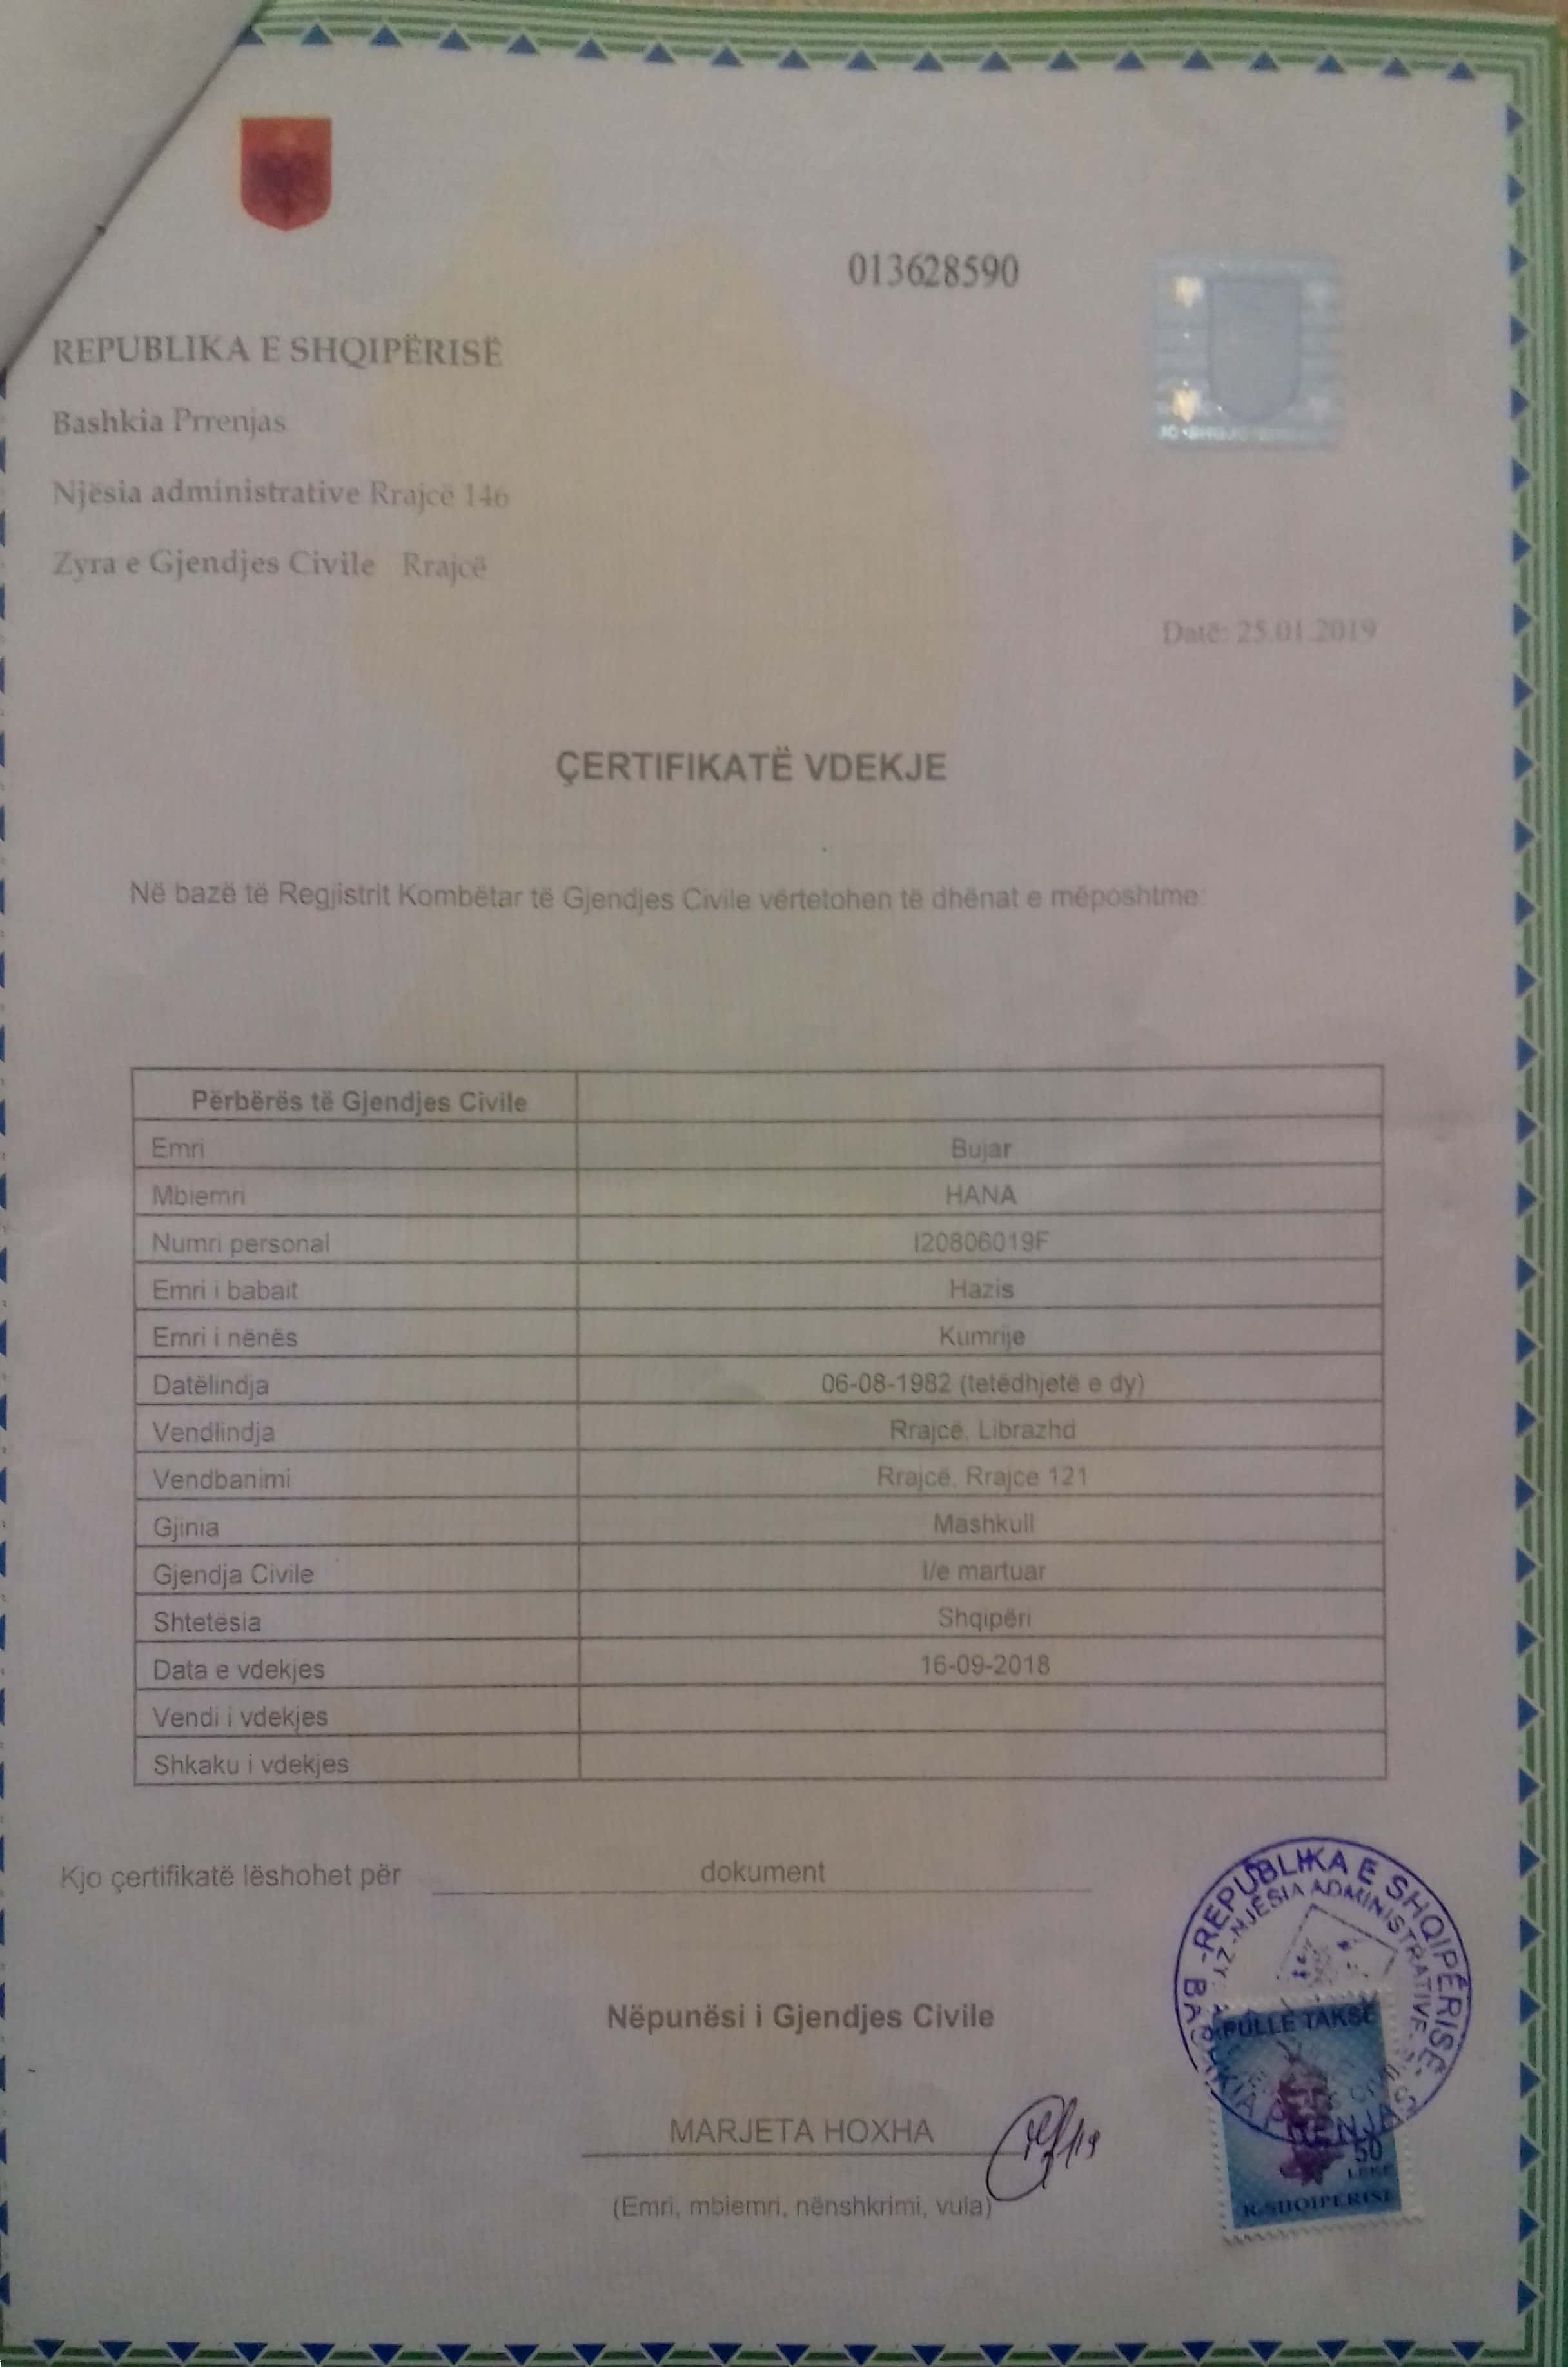 013628590
REPUBLIKA E SHQIPËRISË
Bashkia Prrenjas
Njësia administrative Rrajcë 146
Zyra e Gjendjes Civile Rrajcë
Datë: 25.01.2019
ÇERTIFIKATË VDEKJE
Në bazë të Regjistrit Kombëtar të Gjendjes Civile vërtetohen të dhënat e mëposhtme:
Përbërës të Gjendjes Civile
Emri Bujar
Mbiemri HANA
Numri personal I20806019F
Emri i babait Hazis
Emri i nënës Kumrije
Datëlindja 06-08-1982 (tetëdhjetë e dy)
Vendlindja Rrajcë, Librazhd
Vendbanimi Rrajcë, Rrajce 121
Gjinia Mashkull
Gjendja Civile I/e martuar
Shtetësia Shqipëri
Data e vdekjes 16-09-2018
Vendi i vdekjes
Shkaku i vdekjes
Kjo çertifikatë lëshohet për dokument
Nëpunësi i Gjendjes Civile
MARJETA HOXHA
(Emri, mbiemri, nënshkrimi, vula)
REPUBLIKA E SHQIPËRISË
NJËSIA ADMINISTRATIVE
BASHKIA
PULLË TAKSE
50
LEKË
R.SHQIPERISE